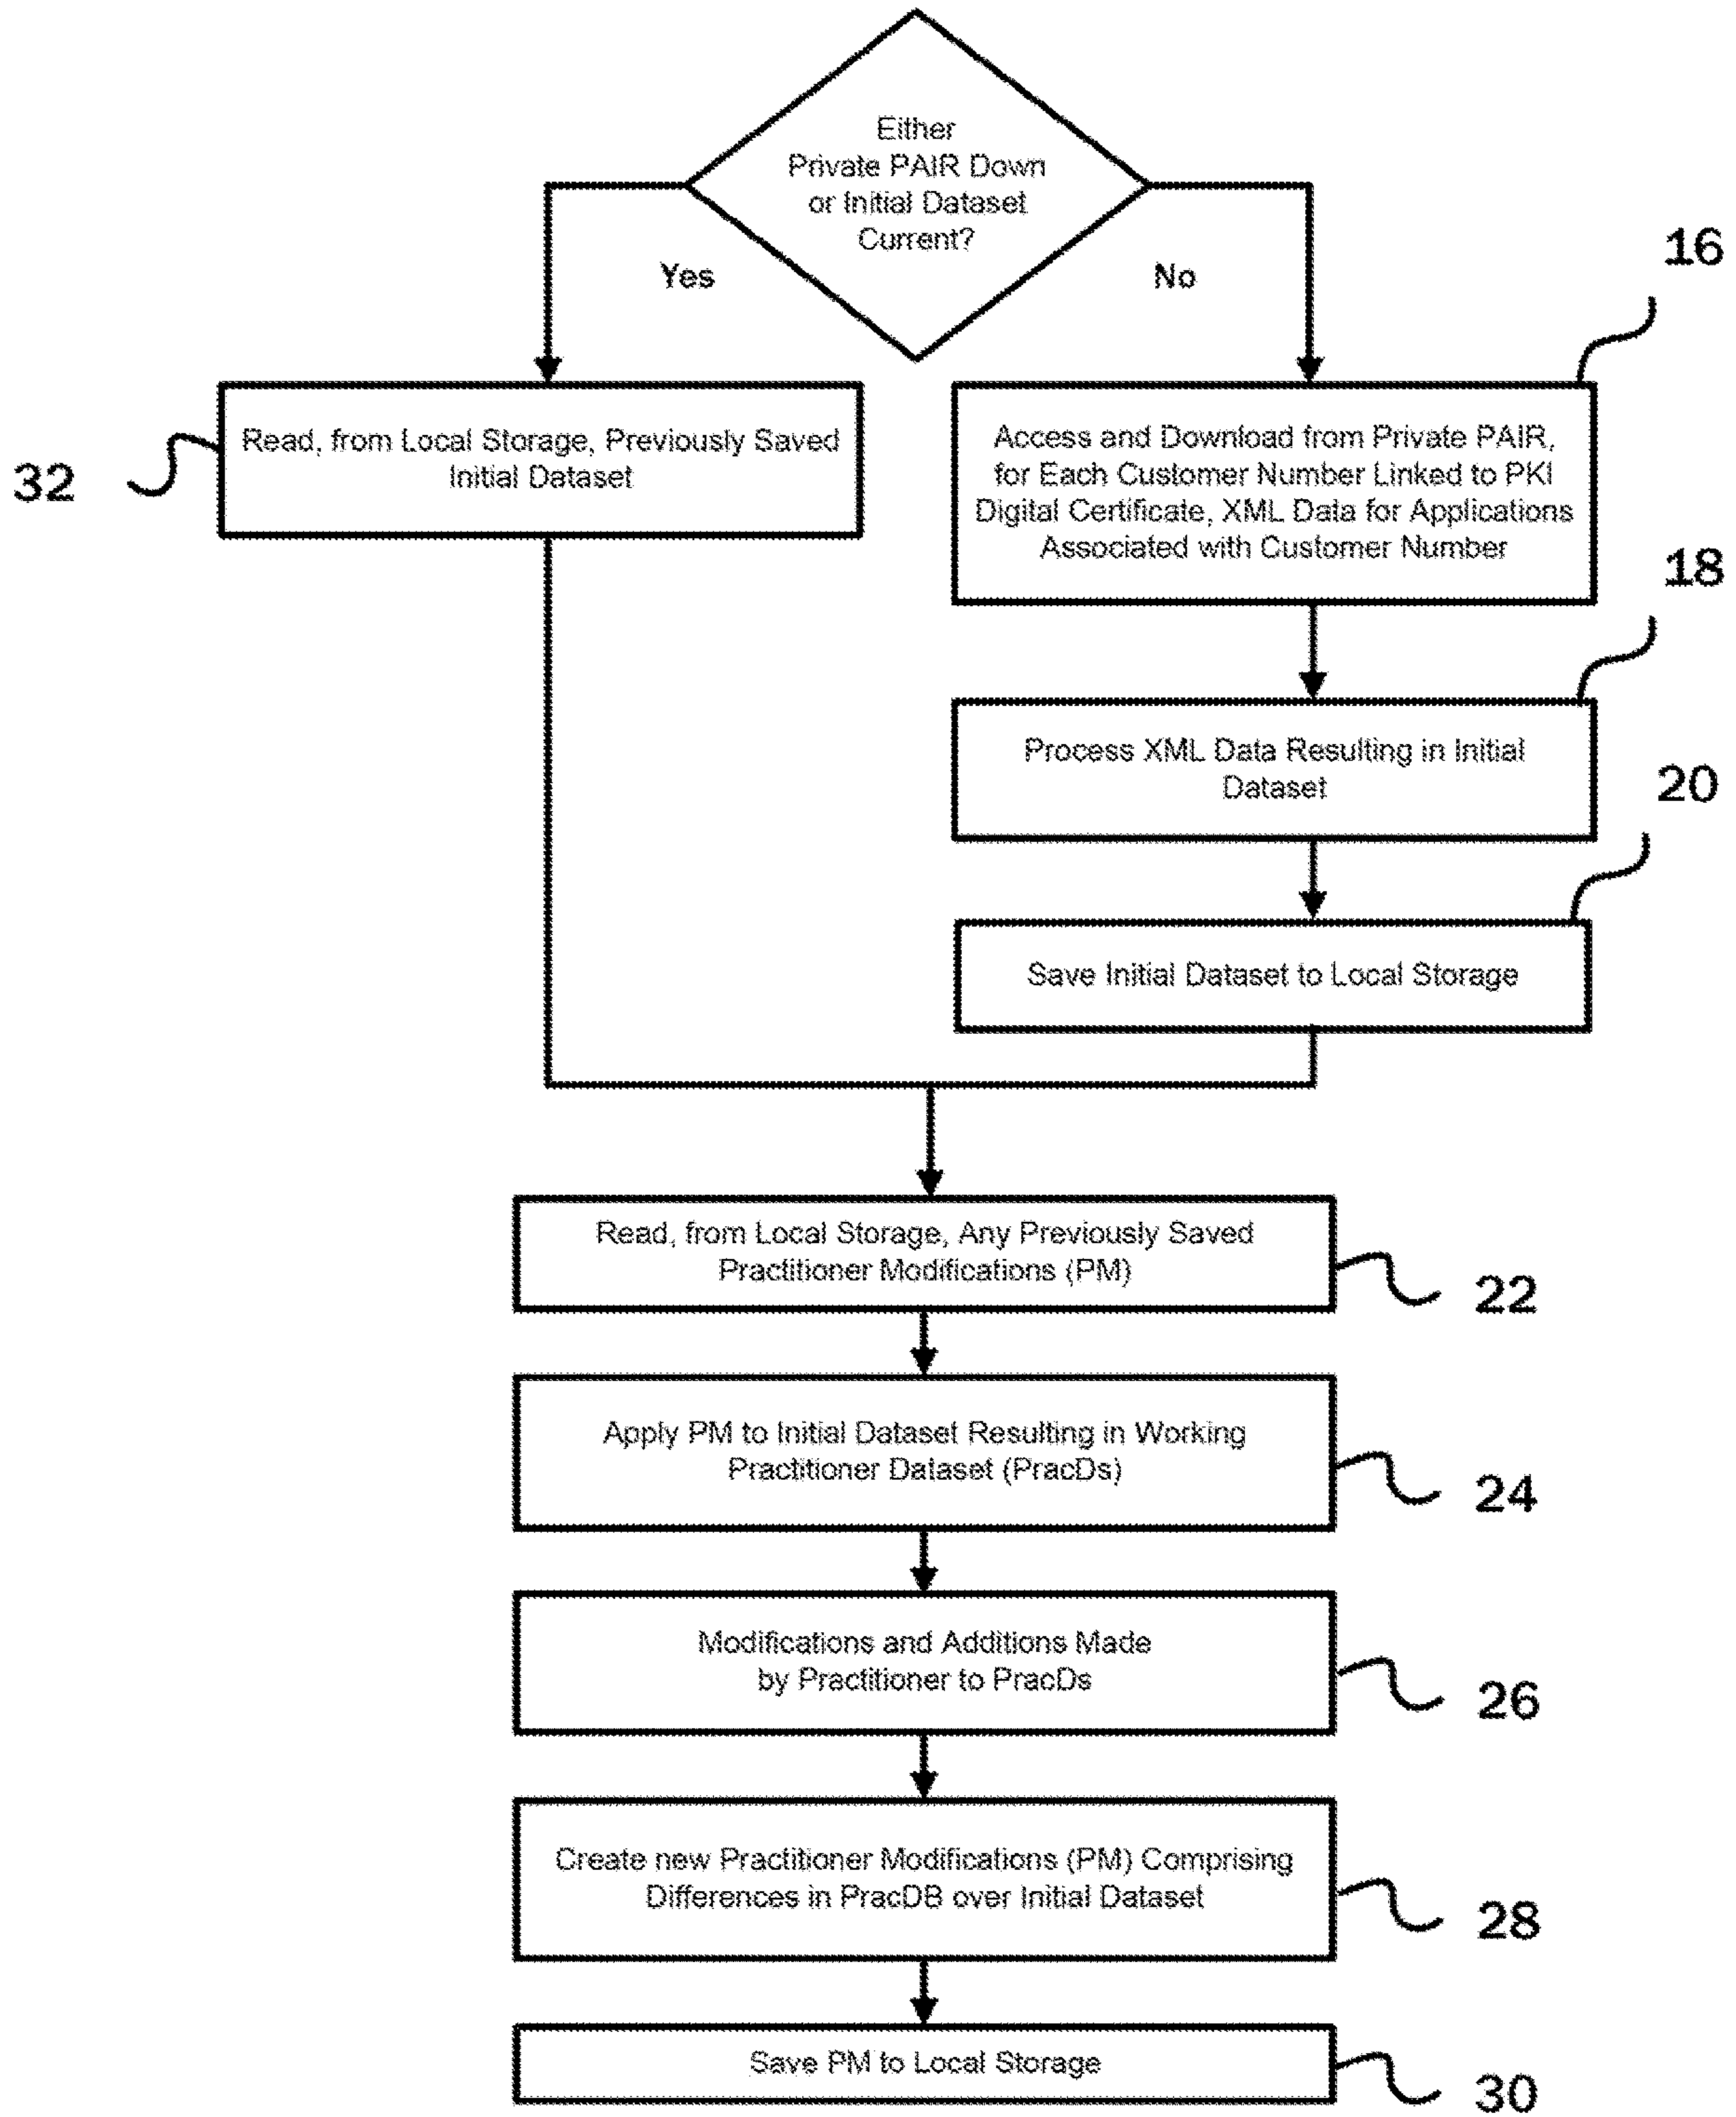 Either
Private PAIR Down
or Initial Dataset
Current?
Yes
No
16
Read, from Local Storage, Previously Saved
Initial Dataset
32
Access and Download from Private PAIR,
for Each Customer Number Linked to PKI
Digital Certificate, XML Data for Applications
Associated with Customer Number
18
Process XML Data Resulting in Initial
Dataset
20
Save Initial Dataset to Local Storage
Read, from Local Storage, Any Previously Saved
Practitioner Modifications (PM)
22
Apply PM to Initial Dataset Resulting in Working
Practitioner Dataset (PracDs)
24
Modifications and Additions Made
by Practitioner to PracDs
26
Create new Practitioner Modifications (PM) Comprising
Differences in PracDB over Initial Dataset
28
Save PM to Local Storage
30